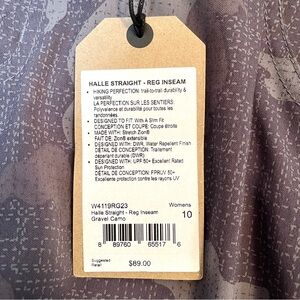 HALLE STRAIGHT - REG INSEAM
• HIKING PERFECTION: trail-to-trail durability &
versatility
LA PERFECTION SUR LES SENTIERS:
Polyvalence et durabilité pour toutes les
randonnées.
• DESIGNED TO FIT: With A Slim Fit
CONCEPTION ET COUPE: Coupe étroite
• MADE WITH: Stretch Zion®
FAIT DE: Zion® extensible
• DESIGNED WITH: DWR, Water Repellent Finish
DÉTAIL DE CONCEPTION: Traitement
déperlant durable (DWR)
• DESIGNED WITH: UPF 50+ Excellent Rated
Sun Protection
DÉTAIL DE CONCEPTION: FPRUV 50+
Excellente protection contre les rayons UV
W4119RG23 Womens
Halle Straight - Reg Inseam 10
Gravel Camo
8 89760 65517 6
Suggested
Retail $89.00